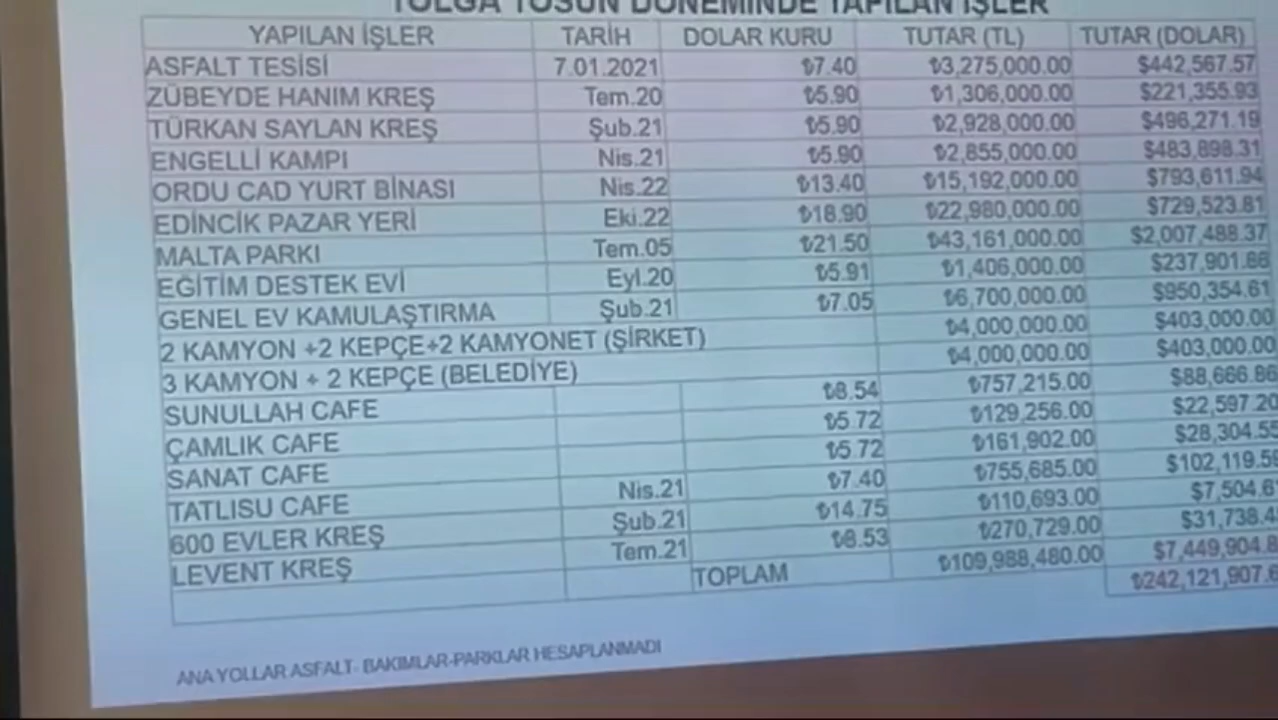 TOLGA TOSUN DÖNEMİNDE YAPILAN İŞLER
YAPILAN İŞLER TARİH DOLAR KURU TUTAR (TL) TUTAR (DOLAR)
ASFALT TESİSİ 7.01.2021 ₺7.40 ₺3,275,000.00 $442,567.57
ZÜBEYDE HANIM KREŞ Tem.20 ₺5.90 ₺1,306,000.00 $221,355.93
TÜRKAN SAYLAN KREŞ Şub.21 ₺5.90 ₺2,928,000.00 $496,271.19
ENGELLİ KAMPI Nis.21 ₺5.90 ₺2,855,000.00 $483,898.31
ORDU CAD YURT BİNASI Nis.22 ₺13.40 ₺15,192,000.00 $793,611.94
EDİNCİK PAZAR YERİ Eki.22 ₺18.90 ₺22,980,000.00 $729,523.81
MALTA PARKI Tem.05 ₺21.50 ₺43,161,000.00 $2,007,488.37
EĞİTİM DESTEK EVİ Eyl.20 ₺5.91 ₺1,406,000.00 $237,901.86
GENEL EV KAMULAŞTIRMA Şub.21 ₺7.05 ₺6,700,000.00 $950,354.61
2 KAMYON +2 KEPÇE+2 KAMYONET (ŞİRKET) ₺4,000,000.00 $403,000.00
3 KAMYON + 2 KEPÇE (BELEDİYE) ₺4,000,000.00 $403,000.00
SUNULLAH CAFE ₺8.54 ₺757,215.00 $88,666.86
ÇAMLIK CAFE ₺5.72 ₺129,256.00 $22,597.20
SANAT CAFE ₺5.72 ₺161,902.00 $28,304.55
TATLISU CAFE Nis.21 ₺7.40 ₺755,685.00 $102,119.59
600 EVLER KREŞ Şub.21 ₺14.75 ₺110,693.00 $7,504.6
LEVENT KREŞ Tem.21 ₺8.53 ₺270,729.00 $31,738.4
TOPLAM ₺109,988,480.00 $7,449,904.8
₺242,121,907.6
ANA YOLLAR ASFALT- BAKIMLAR-PARKLAR HESAPLANMADI